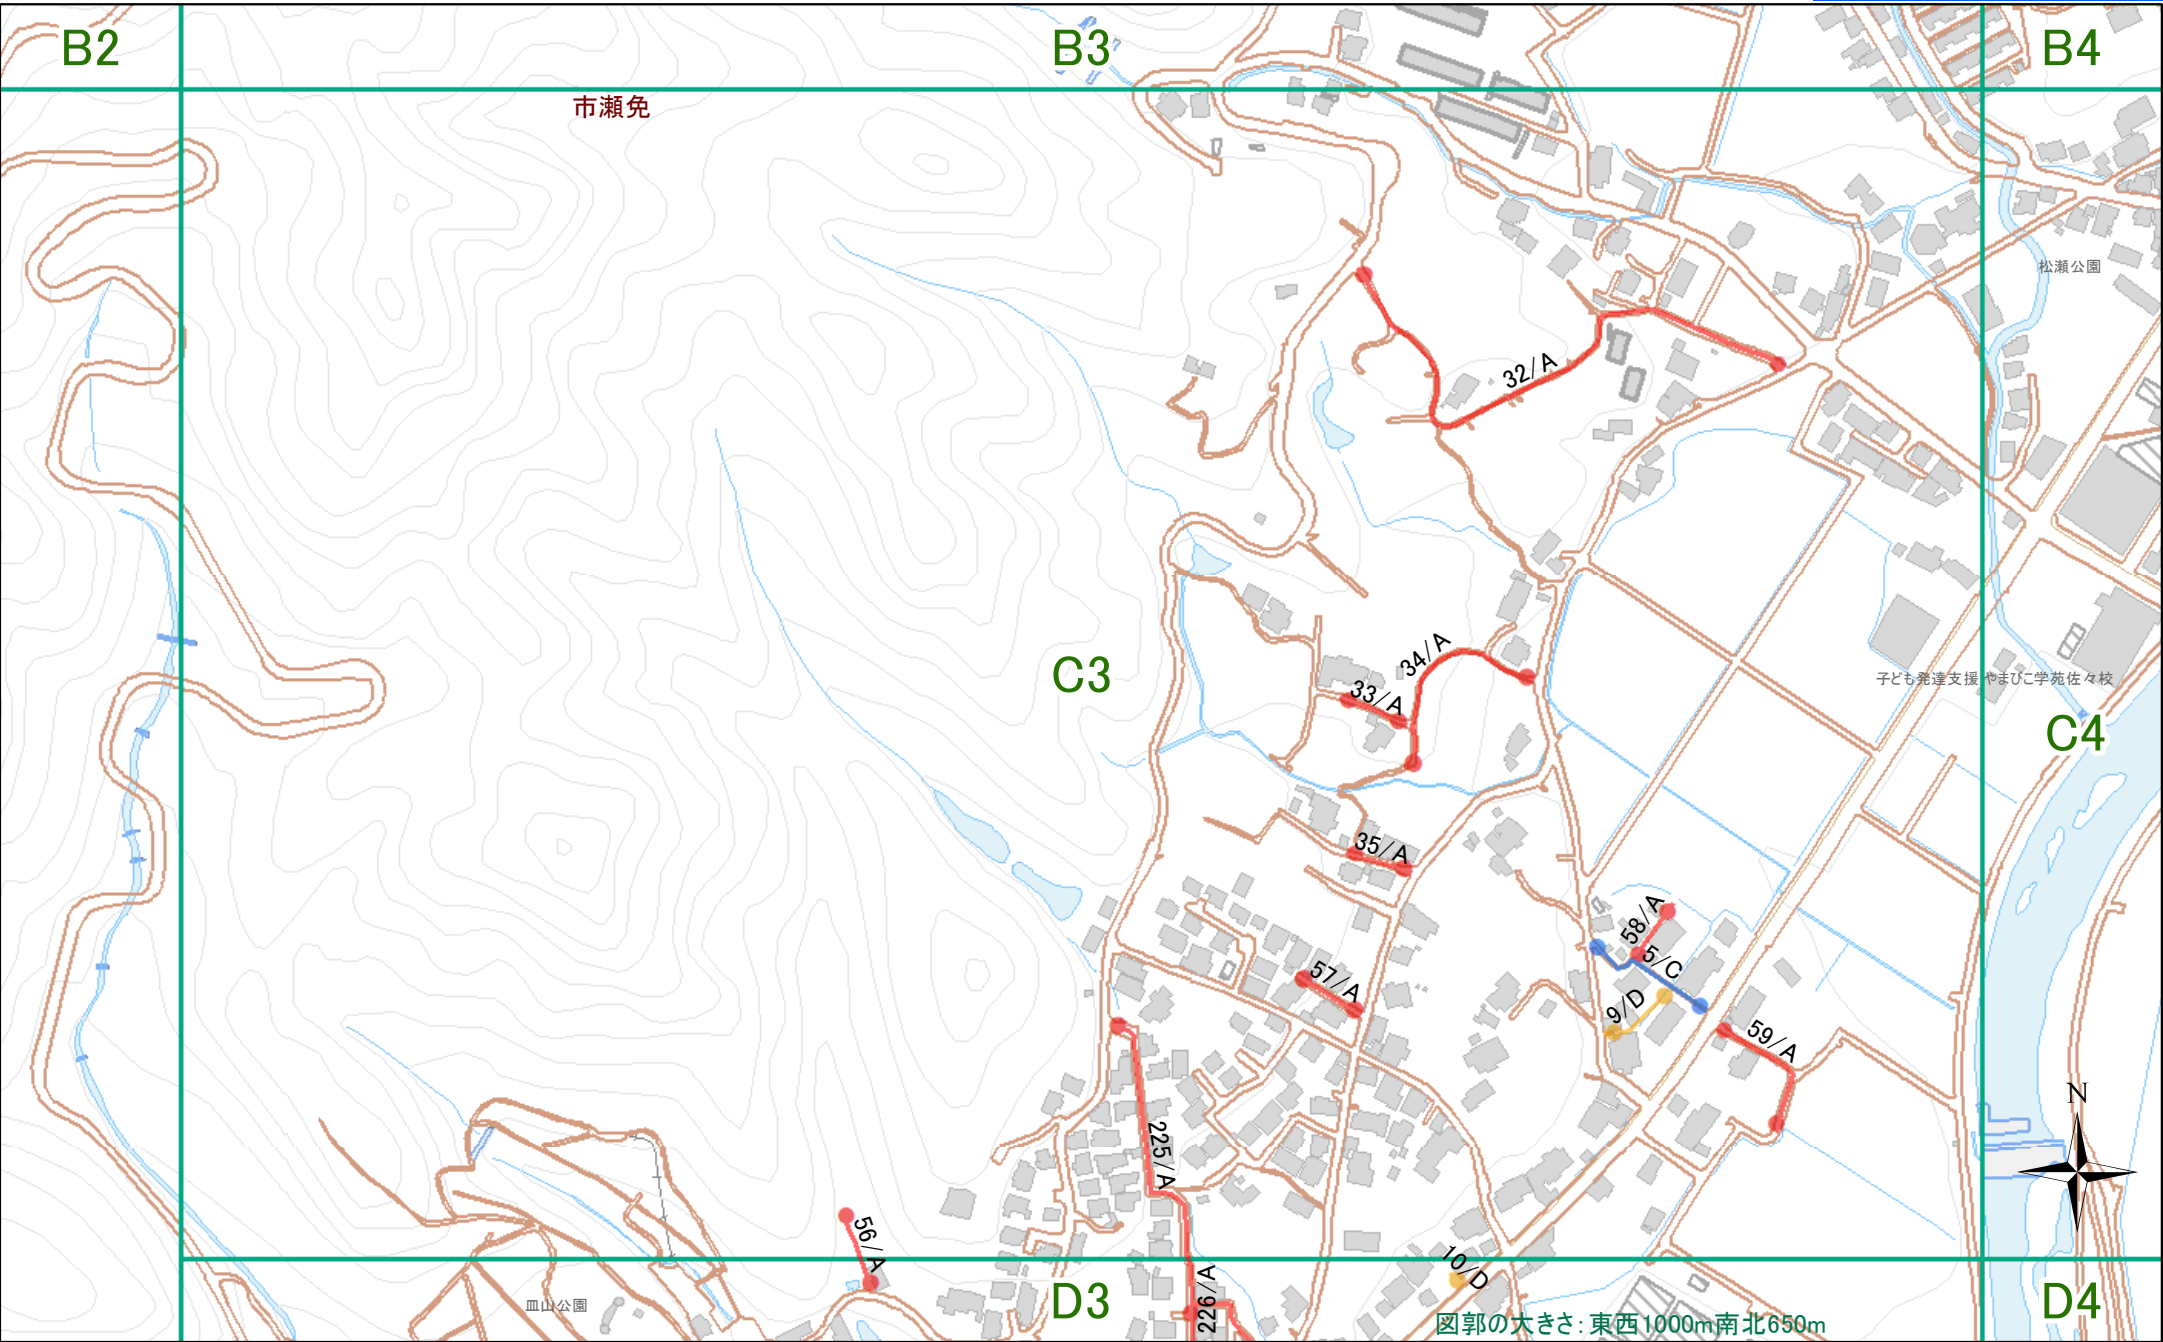 B2
B3
B4
市瀬免
松瀬公園
32/A
34/A
33/A
C3
子ども発達支援 やまびこ学苑佐々校
C4
35/A
58/A
5/C
57/A
9/D
59/A
N
225/A
56/A
10/D
226/A
皿山公園
D3
D4
図郭の大きさ：東西1000m南北650m